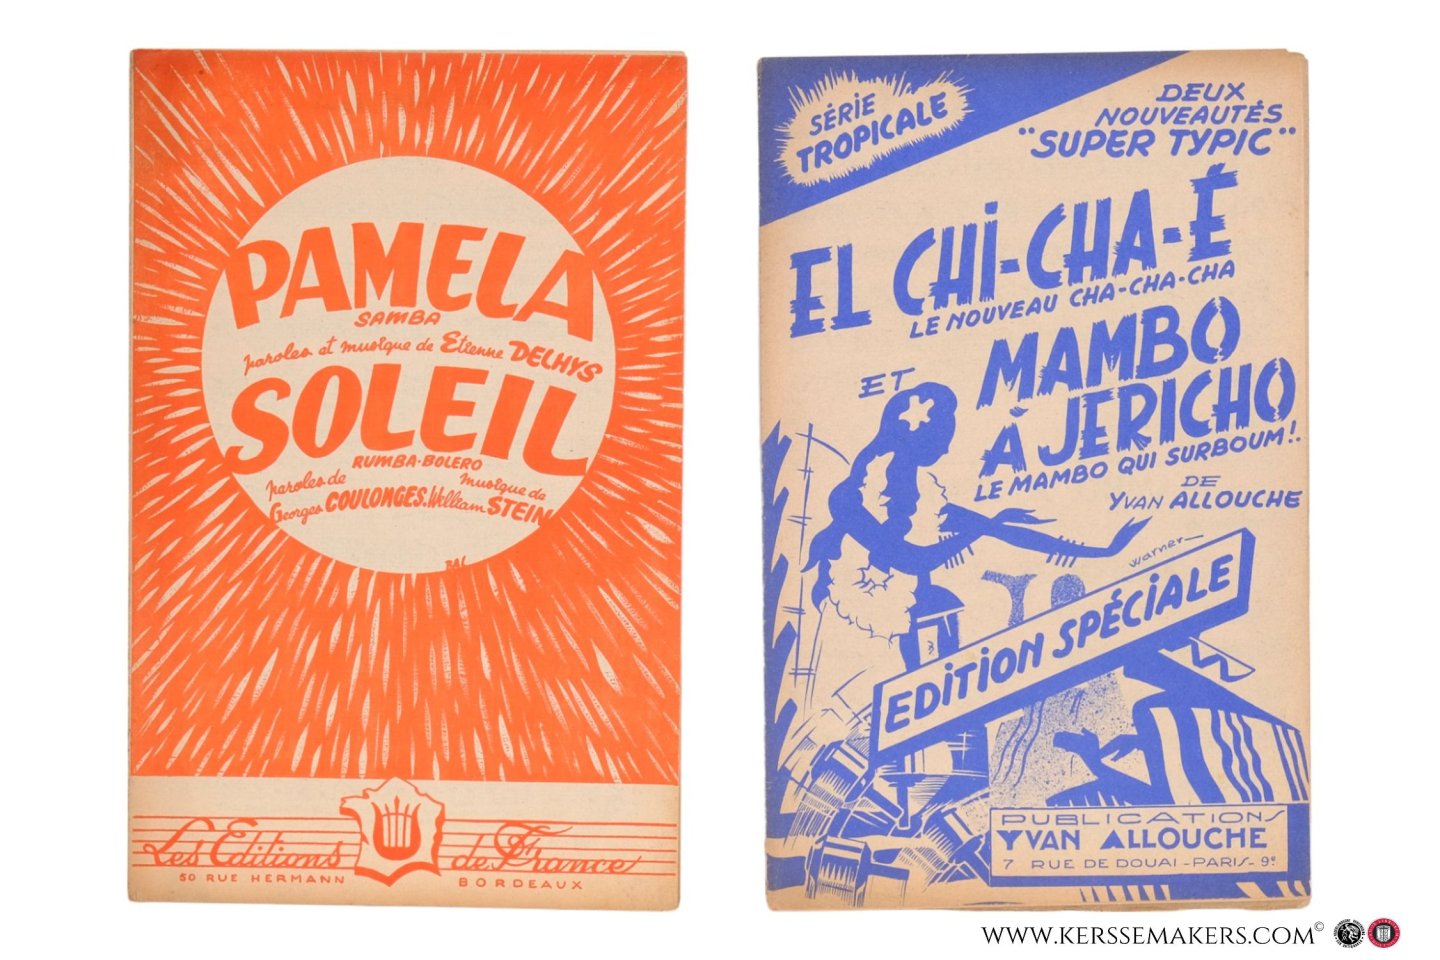 PAMELA
SAMBA
paroles et musique de Etienne DELHYS
SOLEIL
RUMBA-BOLERO
paroles de
musique de
Georges COULONGES. William STEIN
BAL
Les Editions de France
50 RUE HERMANN BORDEAUX
SÉRIE
TROPICALE
DEUX
NOUVEAUTÉS
"SUPER TYPIC"
EL CHI-CHA-É
LE NOUVEAU CHA-CHA-CHA
ET
MAMBO
À JERICHO
LE MAMBO QUI SURBOUM!.
DE
YVAN ALLOUCHE
Warner
EDITION SPÉCIALE
PUBLICATIONS
YVAN ALLOUCHE
7 RUE DE DOUAI - PARIS - 9e
WWW.KERSSEMAKERS.COM©